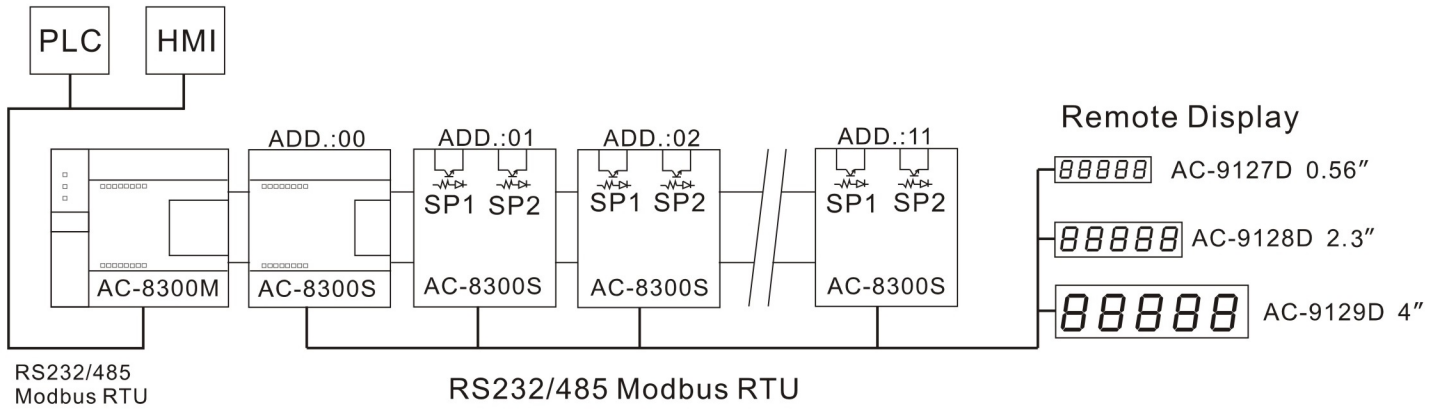 PLC
HMI
ADD.:00
ADD.:01
ADD.:02
ADD.:11
SP1 SP2
SP1 SP2
SP1 SP2
AC-8300M
AC-8300S
AC-8300S
AC-8300S
AC-8300S
Remote Display
88888 AC-9127D 0.56″
88888 AC-9128D 2.3″
88888 AC-9129D 4″
RS232/485
Modbus RTU
RS232/485 Modbus RTU